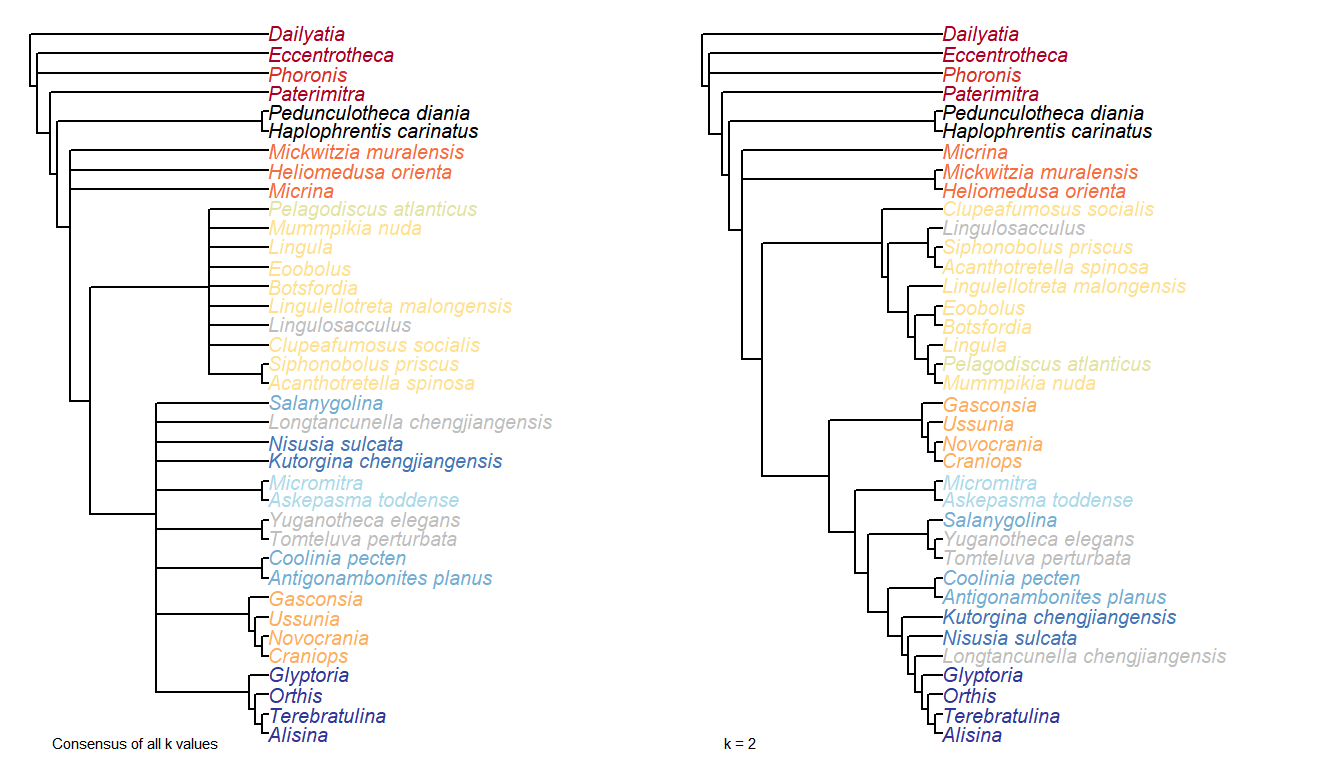 Dailyatia
Eccentrotheca
Phoronis
Paterimitra
Pedunculotheca diania
Haplophrentis carinatus
Mickwitzia muralensis
Heliomedusa orienta
Micrina
Pelagodiscus atlanticus
Mummpikia nuda
Lingula
Eoobolus
Botsfordia
Lingulellotreta malongensis
Lingulosacculus
Clupeafumosus socialis
Siphonobolus priscus
Acanthotretella spinosa
Salanygolina
Longtancunella chengjiangensis
Nisusia sulcata
Kutorgina chengjiangensis
Micromitra
Askepasma toddense
Yuganotheca elegans
Tomteluva perturbata
Coolinia pecten
Antigonambonites planus
Gasconsia
Ussunia
Novocrania
Craniops
Glyptoria
Orthis
Terebratulina
Alisina
Consensus of all k values
Dailyatia
Eccentrotheca
Phoronis
Paterimitra
Pedunculotheca diania
Haplophrentis carinatus
Micrina
Mickwitzia muralensis
Heliomedusa orienta
Clupeafumosus socialis
Lingulosacculus
Siphonobolus priscus
Acanthotretella spinosa
Lingulellotreta malongensis
Eoobolus
Botsfordia
Lingula
Pelagodiscus atlanticus
Mummpikia nuda
Gasconsia
Ussunia
Novocrania
Craniops
Micromitra
Askepasma toddense
Salanygolina
Yuganotheca elegans
Tomteluva perturbata
Coolinia pecten
Antigonambonites planus
Kutorgina chengjiangensis
Nisusia sulcata
Longtancunella chengjiangensis
Glyptoria
Orthis
Terebratulina
Alisina
k = 2